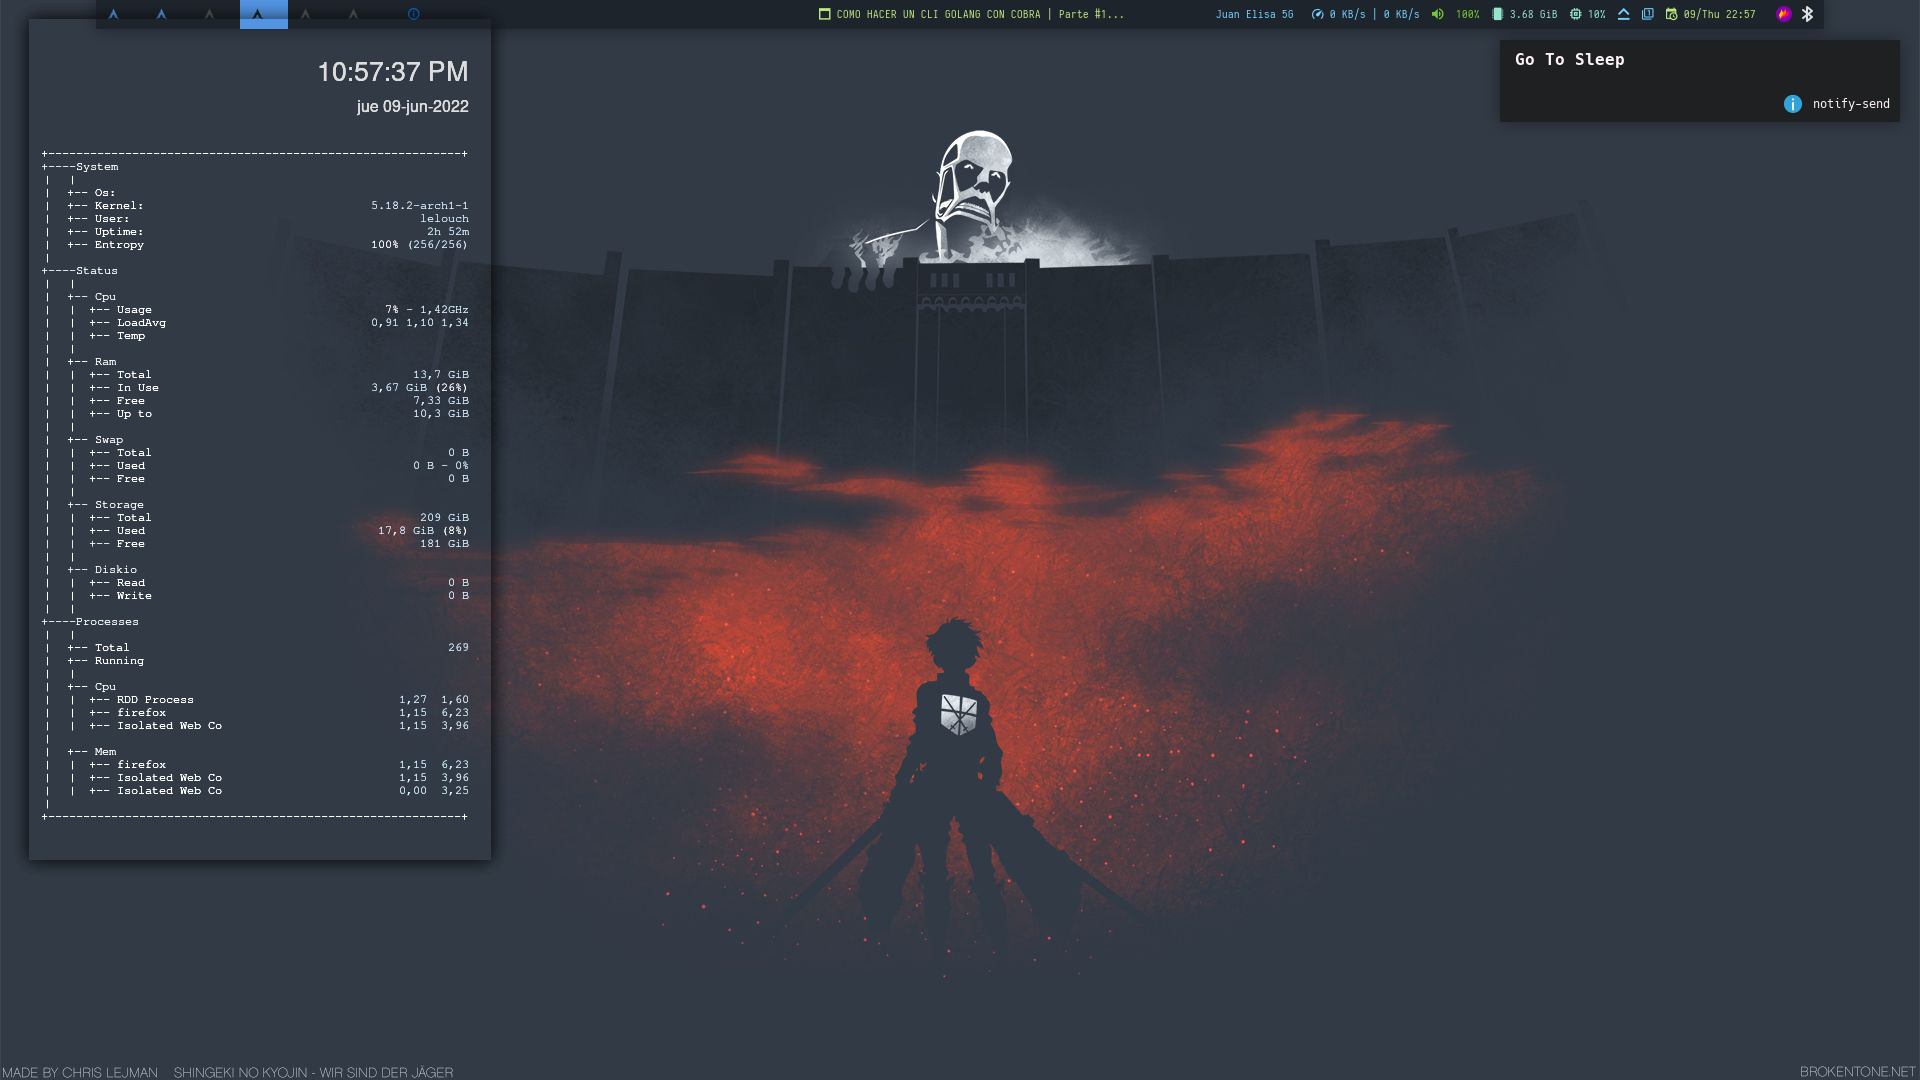 COMO HACER UN CLI GOLANG CON COBRA | Parte #1...
Juan Elisa 5G
0 KB/s | 0 KB/s
100%
3.68 GiB
10%
1
09/Thu 22:57
Go To Sleep
notify-send
10:57:37 PM
jue 09-jun-2022
+-----------------------------------------------------------+
+----System
| |
| +-- Os:
| +-- Kernel: 5.18.2-arch1-1
| +-- User: lelouch
| +-- Uptime: 2h 52m
| +-- Entropy 100% (256/256)
|
+----Status
| |
| +-- Cpu
| | +-- Usage 7% - 1,42GHz
| | +-- LoadAvg 0,91 1,10 1,34
| | +-- Temp
| |
| +-- Ram
| | +-- Total 13,7 GiB
| | +-- In Use 3,67 GiB (26%)
| | +-- Free 7,33 GiB
| | +-- Up to 10,3 GiB
| |
| +-- Swap
| | +-- Total 0 B
| | +-- Used 0 B - 0%
| | +-- Free 0 B
| |
| +-- Storage
| | +-- Total 209 GiB
| | +-- Used 17,8 GiB (8%)
| | +-- Free 181 GiB
| |
| +-- Diskio
| | +-- Read 0 B
| | +-- Write 0 B
| |
+----Processes
| |
| +-- Total 269
| +-- Running
| |
| +-- Cpu
| | +-- RDD Process 1,27 1,60
| | +-- firefox 1,15 6,23
| | +-- Isolated Web Co 1,15 3,96
|
| +-- Mem
| | +-- firefox 1,15 6,23
| | +-- Isolated Web Co 1,15 3,96
| | +-- Isolated Web Co 0,00 3,25
|
+-----------------------------------------------------------+
MADE BY CHRIS LEJMAN SHINGEKI NO KYOJIN - WIR SIND DER JÄGER
BROKENTONE.NET